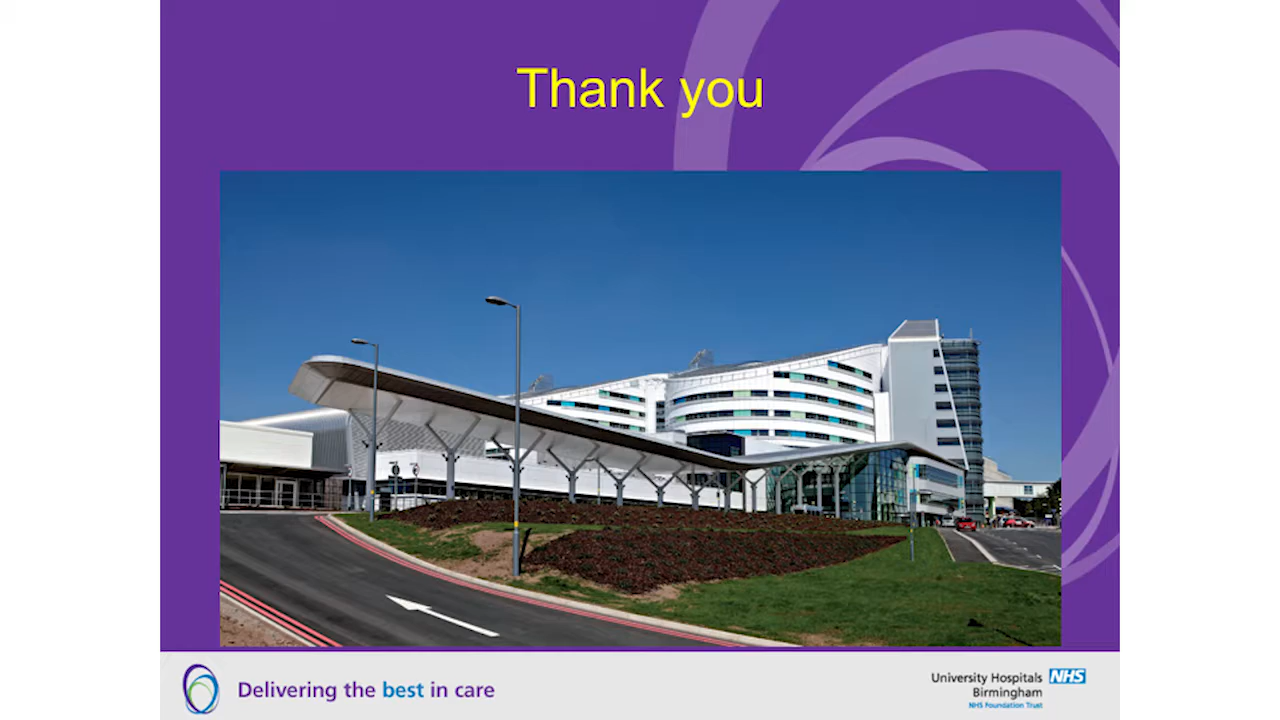 Thank you
Delivering the best in care
University Hospitals NHS
Birmingham
NHS Foundation Trust